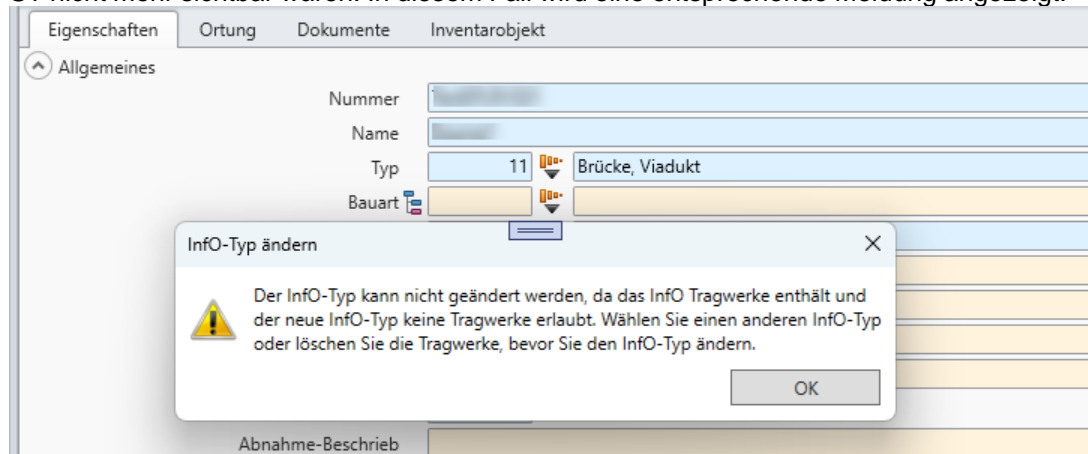 Eigenschaften Ortung Dokumente Inventarobjekt
Allgemeines
Nummer
Name
Typ 11 Brücke, Viadukt
Bauart
InfO-Typ ändern
Der InfO-Typ kann nicht geändert werden, da das InfO Tragwerke enthält und
der neue InfO-Typ keine Tragwerke erlaubt. Wählen Sie einen anderen InfO-Typ
oder löschen Sie die Tragwerke, bevor Sie den InfO-Typ ändern.
OK
Abnahme-Beschrieb